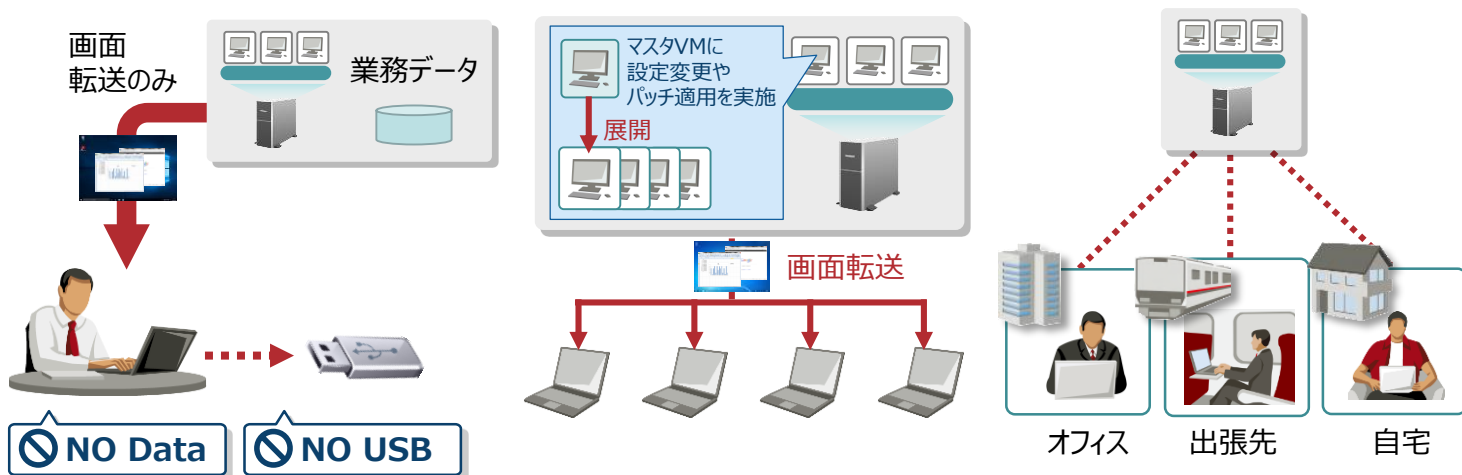 画面
転送のみ
業務データ
NO Data
NO USB
マスタVMに
設定変更や
パッチ適用を実施
展開
画面転送
オフィス
出張先
自宅